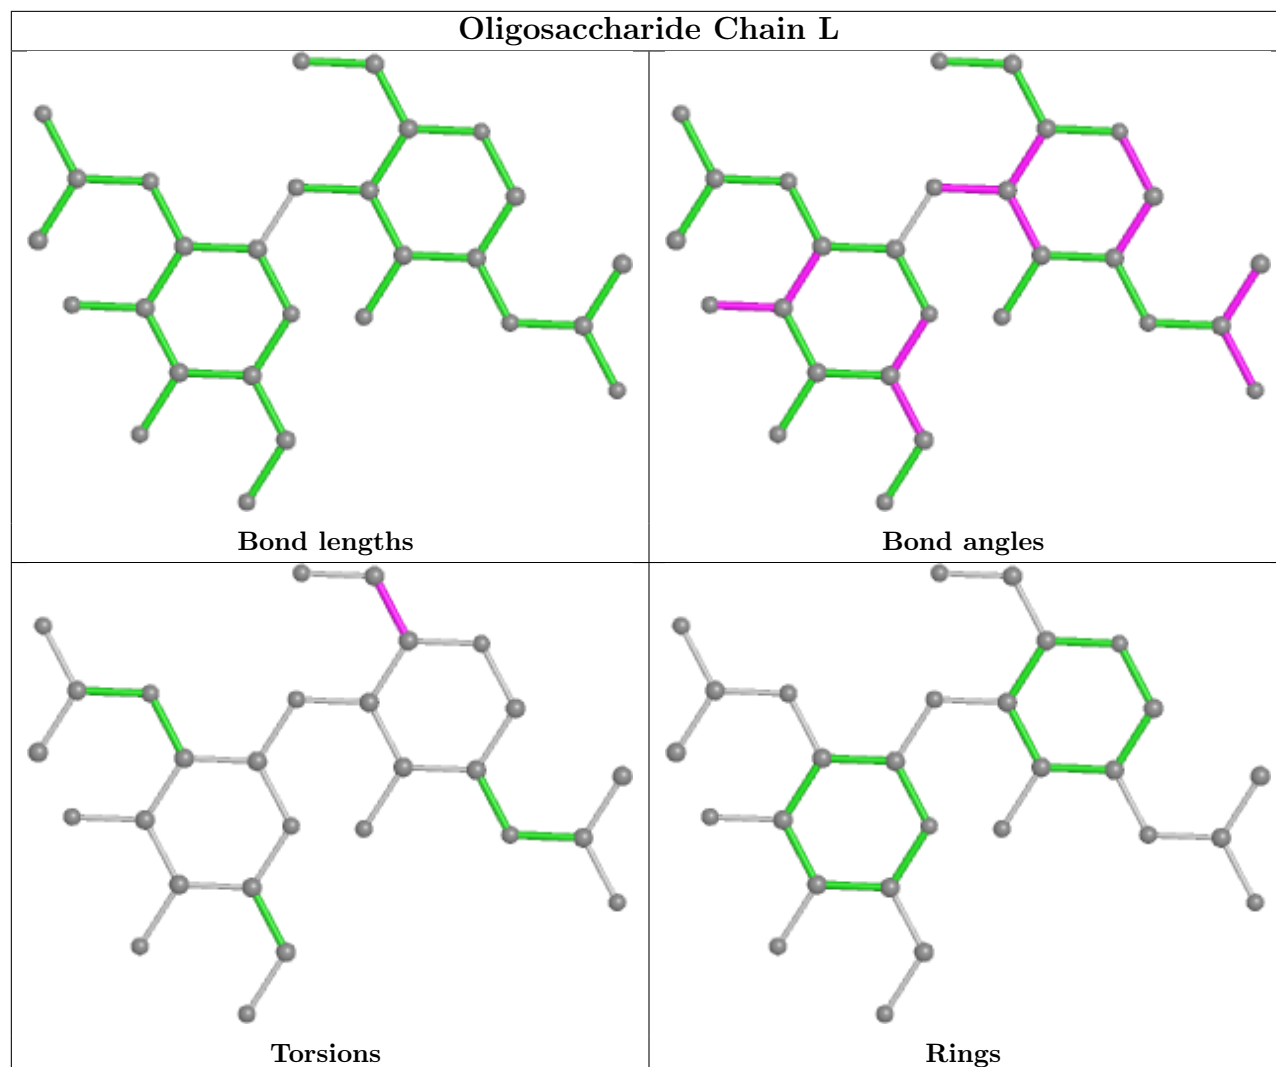 Oligosaccharide Chain L
Bond lengths
Bond angles
Torsions
Rings